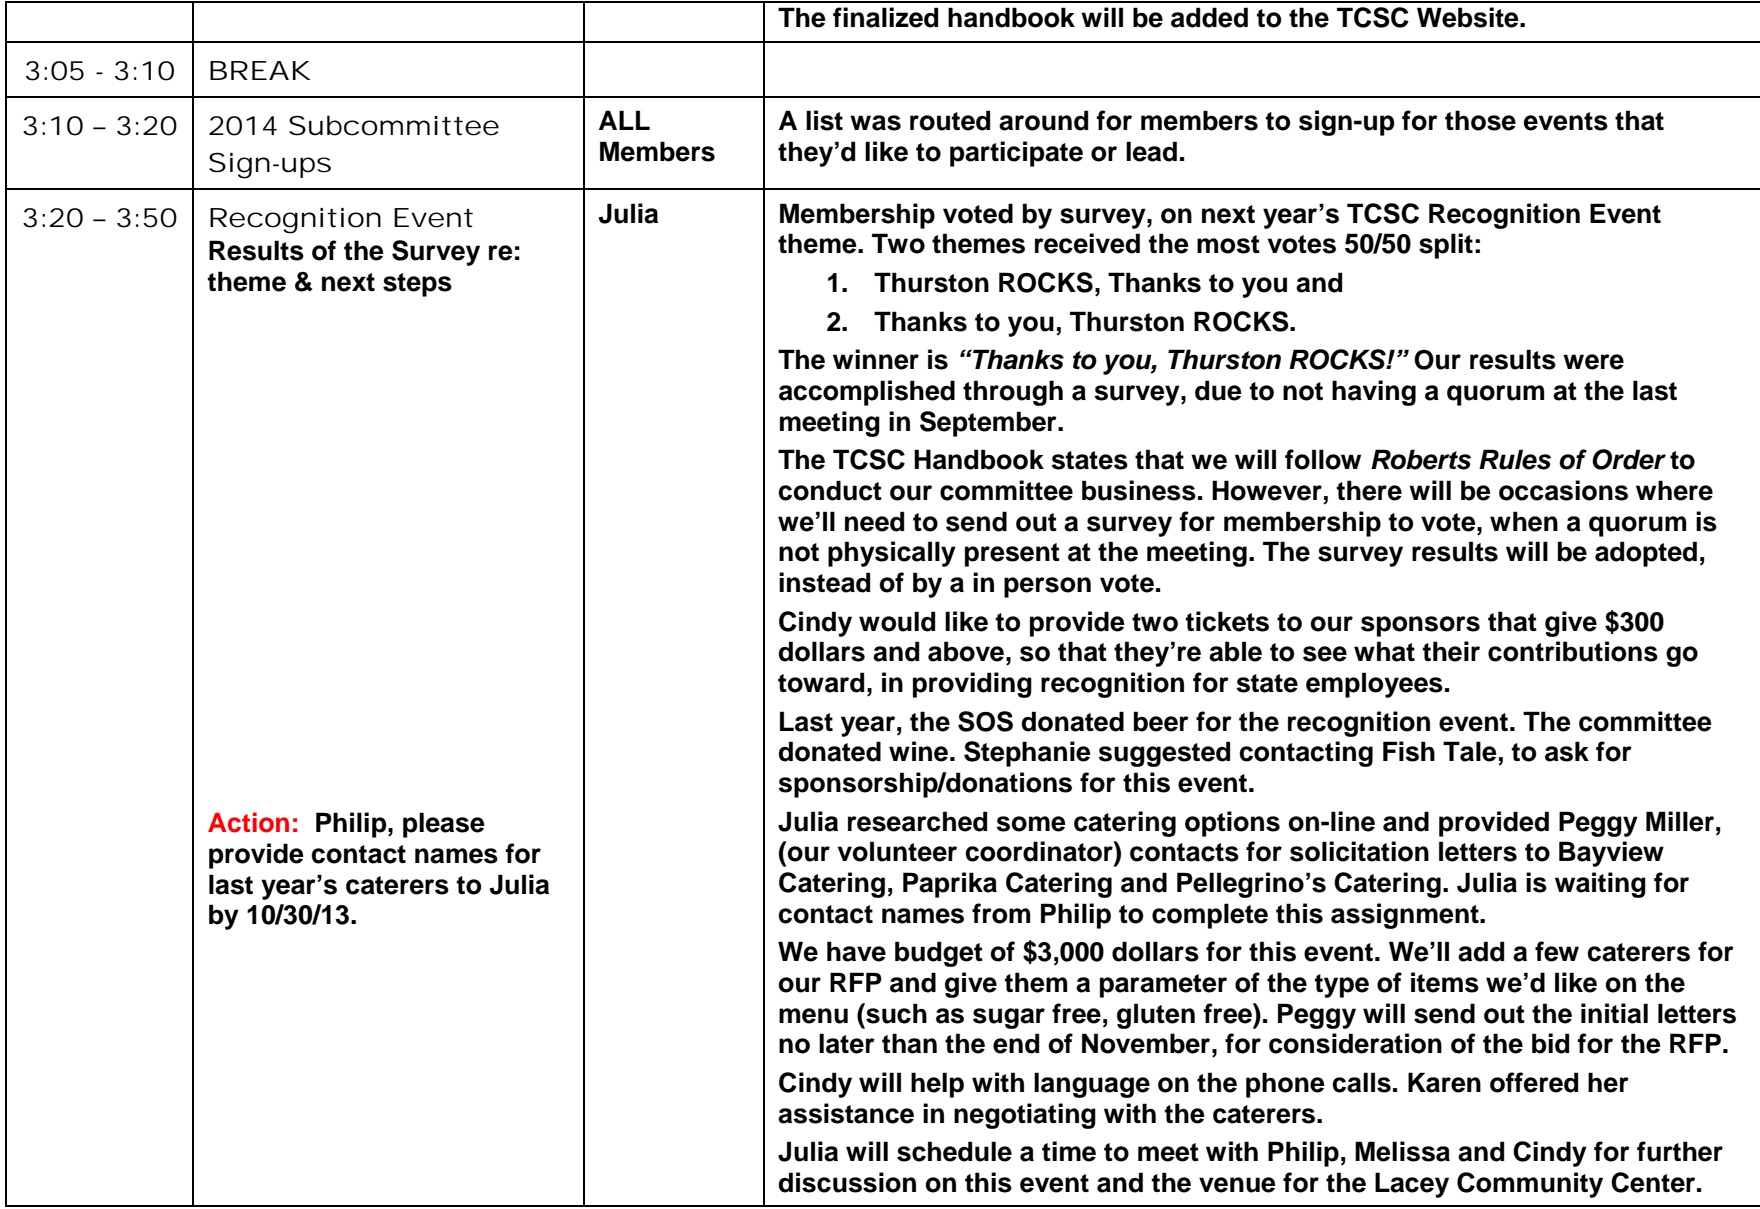 The finalized handbook will be added to the TCSC Website.
3:05 - 3:10
BREAK
3:10 – 3:20
2014 Subcommittee
Sign-ups
ALL
Members
A list was routed around for members to sign-up for those events that
they’d like to participate or lead.
3:20 – 3:50
Recognition Event
Results of the Survey re:
theme & next steps
Action:  Philip, please
provide contact names for
last year’s caterers to Julia
by 10/30/13.
Julia
Membership voted by survey, on next year’s TCSC Recognition Event
theme. Two themes received the most votes 50/50 split:
1. Thurston ROCKS, Thanks to you and
2. Thanks to you, Thurston ROCKS.
The winner is “Thanks to you, Thurston ROCKS!” Our results were
accomplished through a survey, due to not having a quorum at the last
meeting in September.
The TCSC Handbook states that we will follow Roberts Rules of Order to
conduct our committee business. However, there will be occasions where
we’ll need to send out a survey for membership to vote, when a quorum is
not physically present at the meeting. The survey results will be adopted,
instead of by a in person vote.
Cindy would like to provide two tickets to our sponsors that give $300
dollars and above, so that they’re able to see what their contributions go
toward, in providing recognition for state employees.
Last year, the SOS donated beer for the recognition event. The committee
donated wine. Stephanie suggested contacting Fish Tale, to ask for
sponsorship/donations for this event.
Julia researched some catering options on-line and provided Peggy Miller,
(our volunteer coordinator) contacts for solicitation letters to Bayview
Catering, Paprika Catering and Pellegrino’s Catering. Julia is waiting for
contact names from Philip to complete this assignment.
We have budget of $3,000 dollars for this event. We’ll add a few caterers for
our RFP and give them a parameter of the type of items we’d like on the
menu (such as sugar free, gluten free). Peggy will send out the initial letters
no later than the end of November, for consideration of the bid for the RFP.
Cindy will help with language on the phone calls. Karen offered her
assistance in negotiating with the caterers.
Julia will schedule a time to meet with Philip, Melissa and Cindy for further
discussion on this event and the venue for the Lacey Community Center.